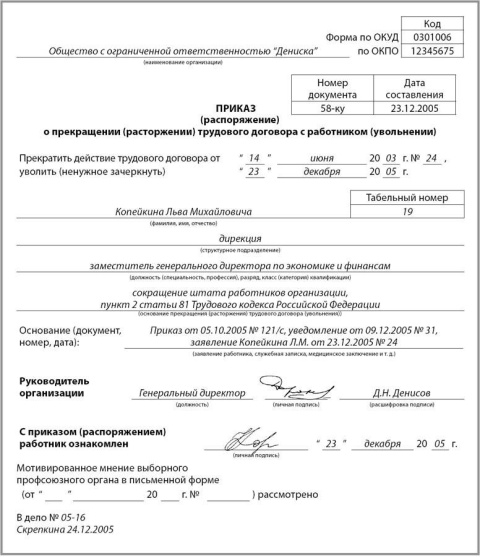 Код
Форма по ОКУД 0301006
Общество с ограниченной ответственностью “Дениска” по ОКПО 12345675
(наименование организации)
Номер документа Дата составления
58-ку 23.12.2005
ПРИКАЗ
(распоряжение)
о прекращении (расторжении) трудового договора с работником (увольнении)
Прекратить действие трудового договора от “ 14 ” июня 20 03 г. № 24 ,
уволить (ненужное зачеркнуть) “ 23 ” декабря 20 05 г.
Табельный номер
Копейкина Льва Михайловича 19
(фамилия, имя, отчество)
дирекция
(структурное подразделение)
заместитель генерального директора по экономике и финансам
(должность (специальность, профессия), разряд, класс (категория) квалификации)
сокращение штата работников организации,
пункт 2 статьи 81 Трудового кодекса Российской Федерации
(основание прекращения (расторжения) трудового договора (увольнения))
Основание (документ, Приказ от 05.10.2005 № 121/с, уведомление от 09.12.2005 № 31,
номер, дата): заявление Копейкина Л.М. от 23.12.2005 № 24
(заявление работника, служебная записка, медицинское заключение и т. д.)
Руководитель
организации Генеральный директор Д.Н. Денисов
(должность) (личная подпись) (расшифровка подписи)
С приказом (распоряжением)
работник ознакомлен “ 23 ” декабря 20 05 г.
(личная подпись)
Мотивированное мнение выборного
профсоюзного органа в письменной форме
(от “ ” 20 г. № ) рассмотрено
В дело № 05-16
Скрепкина 24.12.2005